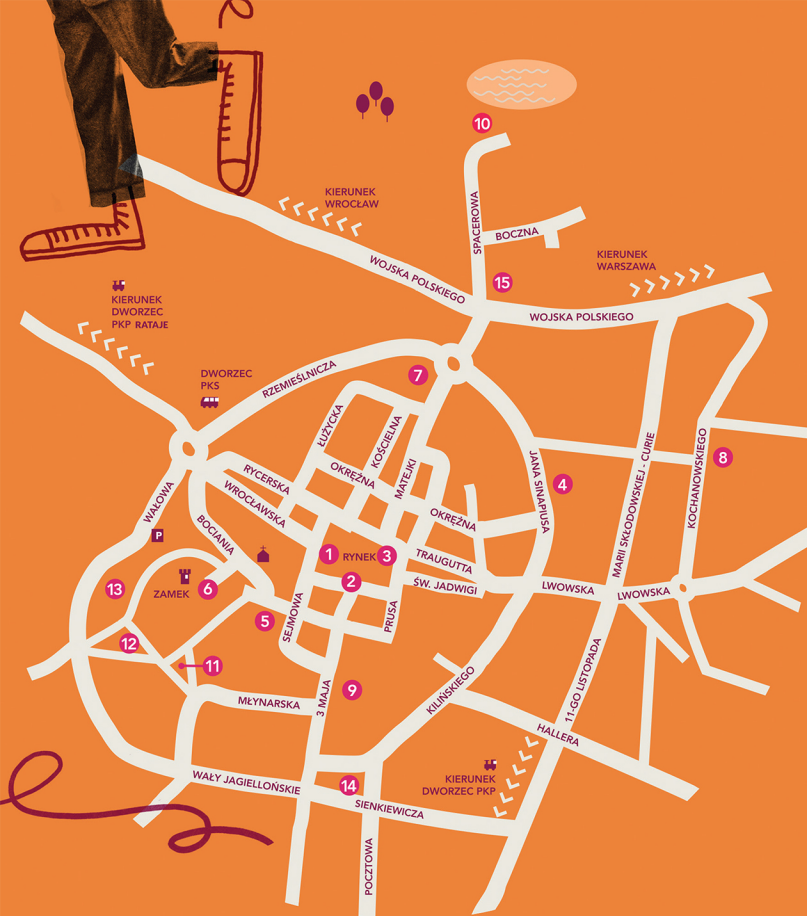 10
KIERUNEK
WROCŁAW
SPACEROWA
BOCZNA
KIERUNEK
WARSZAWA
WOJSKA POLSKIEGO
15
WOJSKA POLSKIEGO
KIERUNEK
DWORZEC
PKP RATAJE
DWORZEC
PKS
RZEMIEŚLNICZA
7
ŁUŻYCKA
KOŚCIELNA
MATEJKI
OKRĘŻNA
RYCERSKA
WROCŁAWSKA
WAŁOWA
BOCIANIA
P
OKRĘŻNA
JANA SINAPIUSA
4
MARII SKŁODOWSKIEJ - CURIE
KOCHANOWSKIEGO
8
1
RYNEK
3
TRAUGUTTA
2
ŚW. JADWIGI
LWOWSKA
LWOWSKA
13
ZAMEK
6
5
SEJMOWA
PRUSA
12
11
MŁYNARSKA
3 MAJA
9
KILIŃSKIEGO
11-GO LISTOPADA
HALLERA
KIERUNEK
DWORZEC PKP
WAŁY JAGIELLOŃSKIE
14
SIENKIEWICZA
POCZTOWA